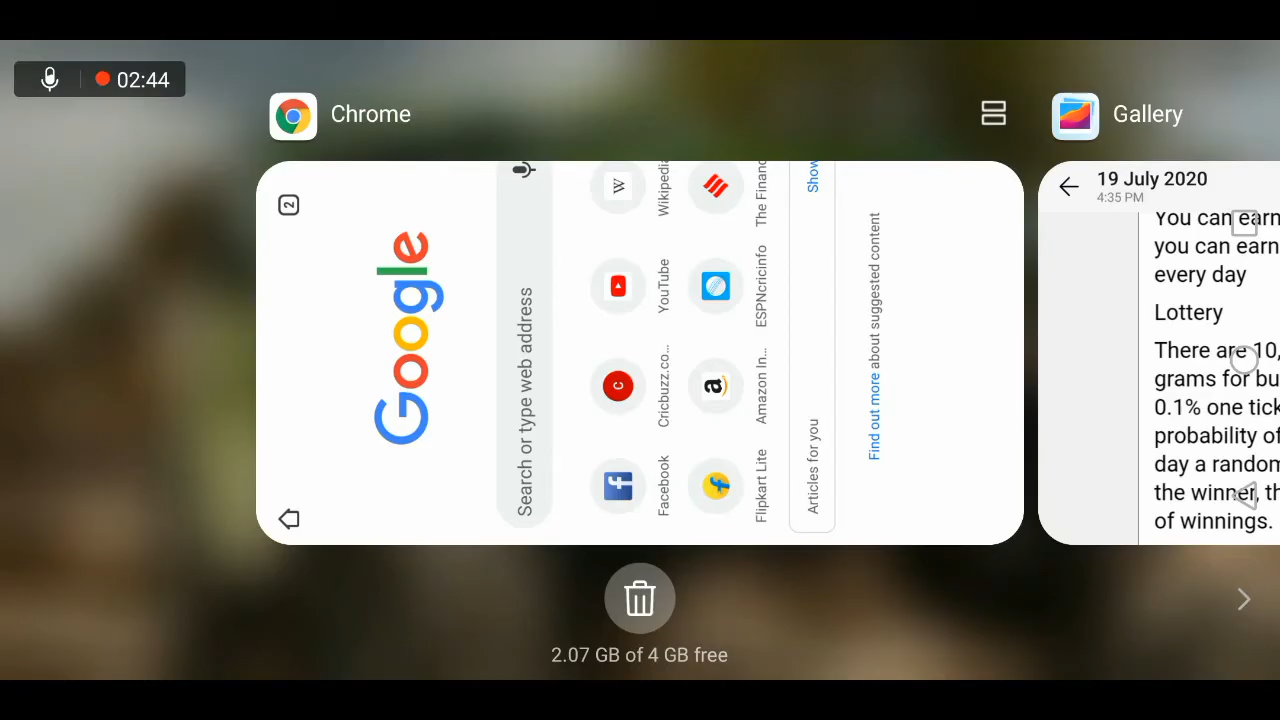 02:44
Chrome
Gallery
2
Google
Search or type web address
Facebook
Cricbuzz.co...
YouTube
Wikipedia
Flipkart Lite
Amazon In...
ESPNcricinfo
The Financ
Articles for you
Show
Find out more about suggested content
19 July 2020
4:35 PM
You can earn
you can earn
every day
Lottery
There are 10,
grams for bu
0.1% one tick
probability of
day a random
the winner, th
of winnings.
2.07 GB of 4 GB free